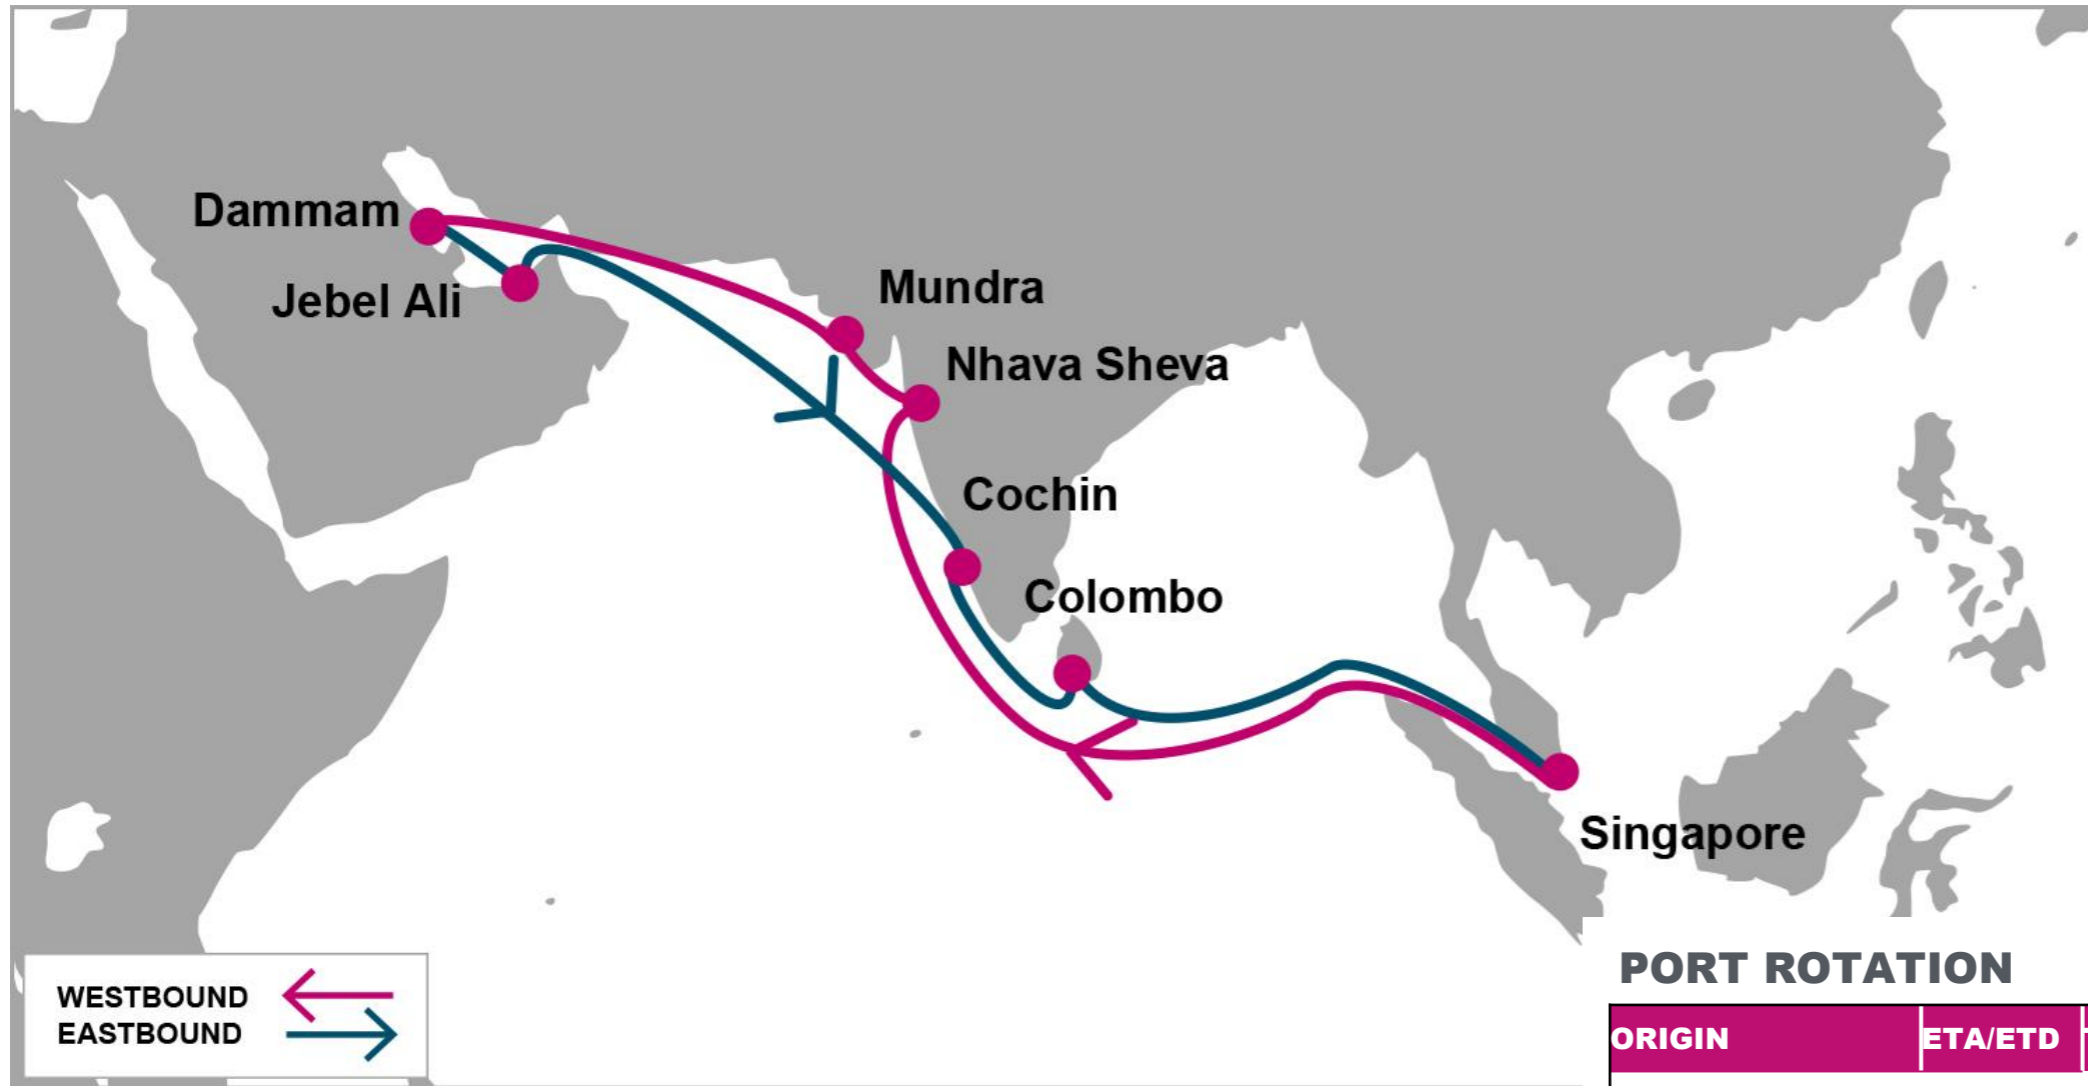 Dammam
Jebel Ali
Mundra
Nhava Sheva
Cochin
Colombo
Singapore
WESTBOUND
EASTBOUND
PORT ROTATION
ORIGIN ETA/ETD